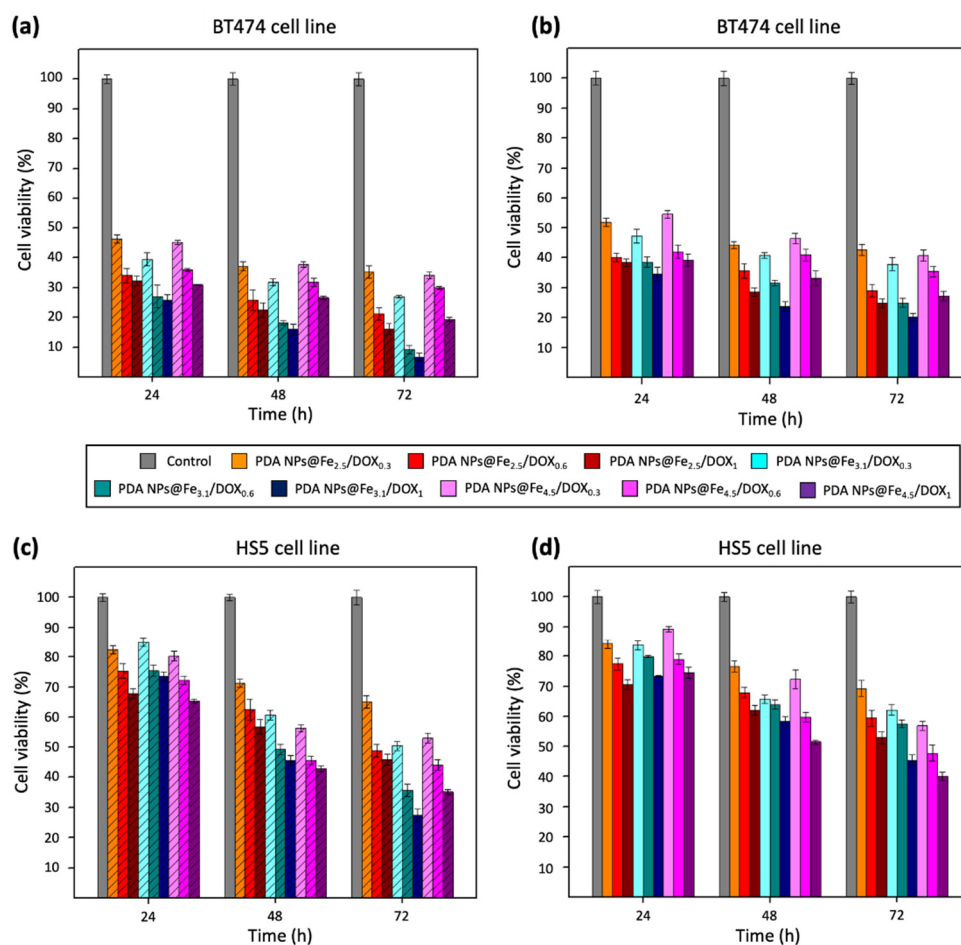 (a)
BT474 cell line
Cell viability (%)
100
90
80
70
60
50
40
30
20
10
24
48
72
Time (h)
(b)
BT474 cell line
Cell viability (%)
100
90
80
70
60
50
40
30
20
10
24
48
72
Time (h)
Control PDA NPs@Fe2.5/DOX0.3 PDA NPs@Fe2.5/DOX0.6 PDA NPs@Fe2.5/DOX1 PDA NPs@Fe3.1/DOX0.3
PDA NPs@Fe3.1/DOX0.6 PDA NPs@Fe3.1/DOX1 PDA NPs@Fe4.5/DOX0.3 PDA NPs@Fe4.5/DOX0.6 PDA NPs@Fe4.5/DOX1
(c)
HS5 cell line
Cell viability (%)
100
90
80
70
60
50
40
30
20
10
24
48
72
Time (h)
(d)
HS5 cell line
Cell viability (%)
100
90
80
70
60
50
40
30
20
10
24
48
72
Time (h)